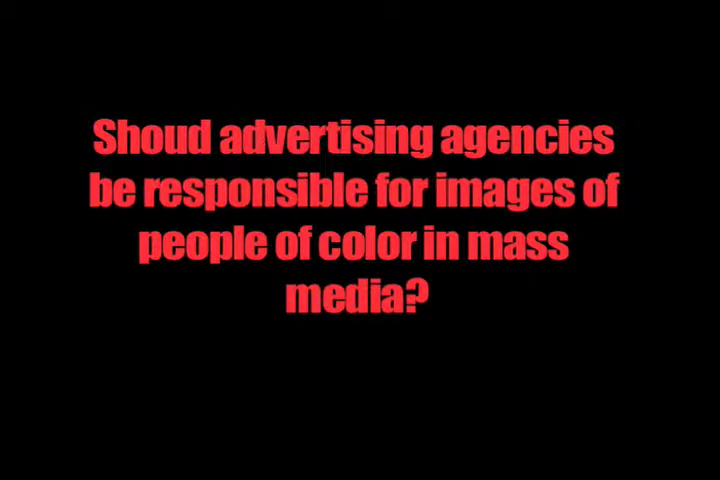 Shoud advertising agencies
be responsible for images of
people of color in mass
media?